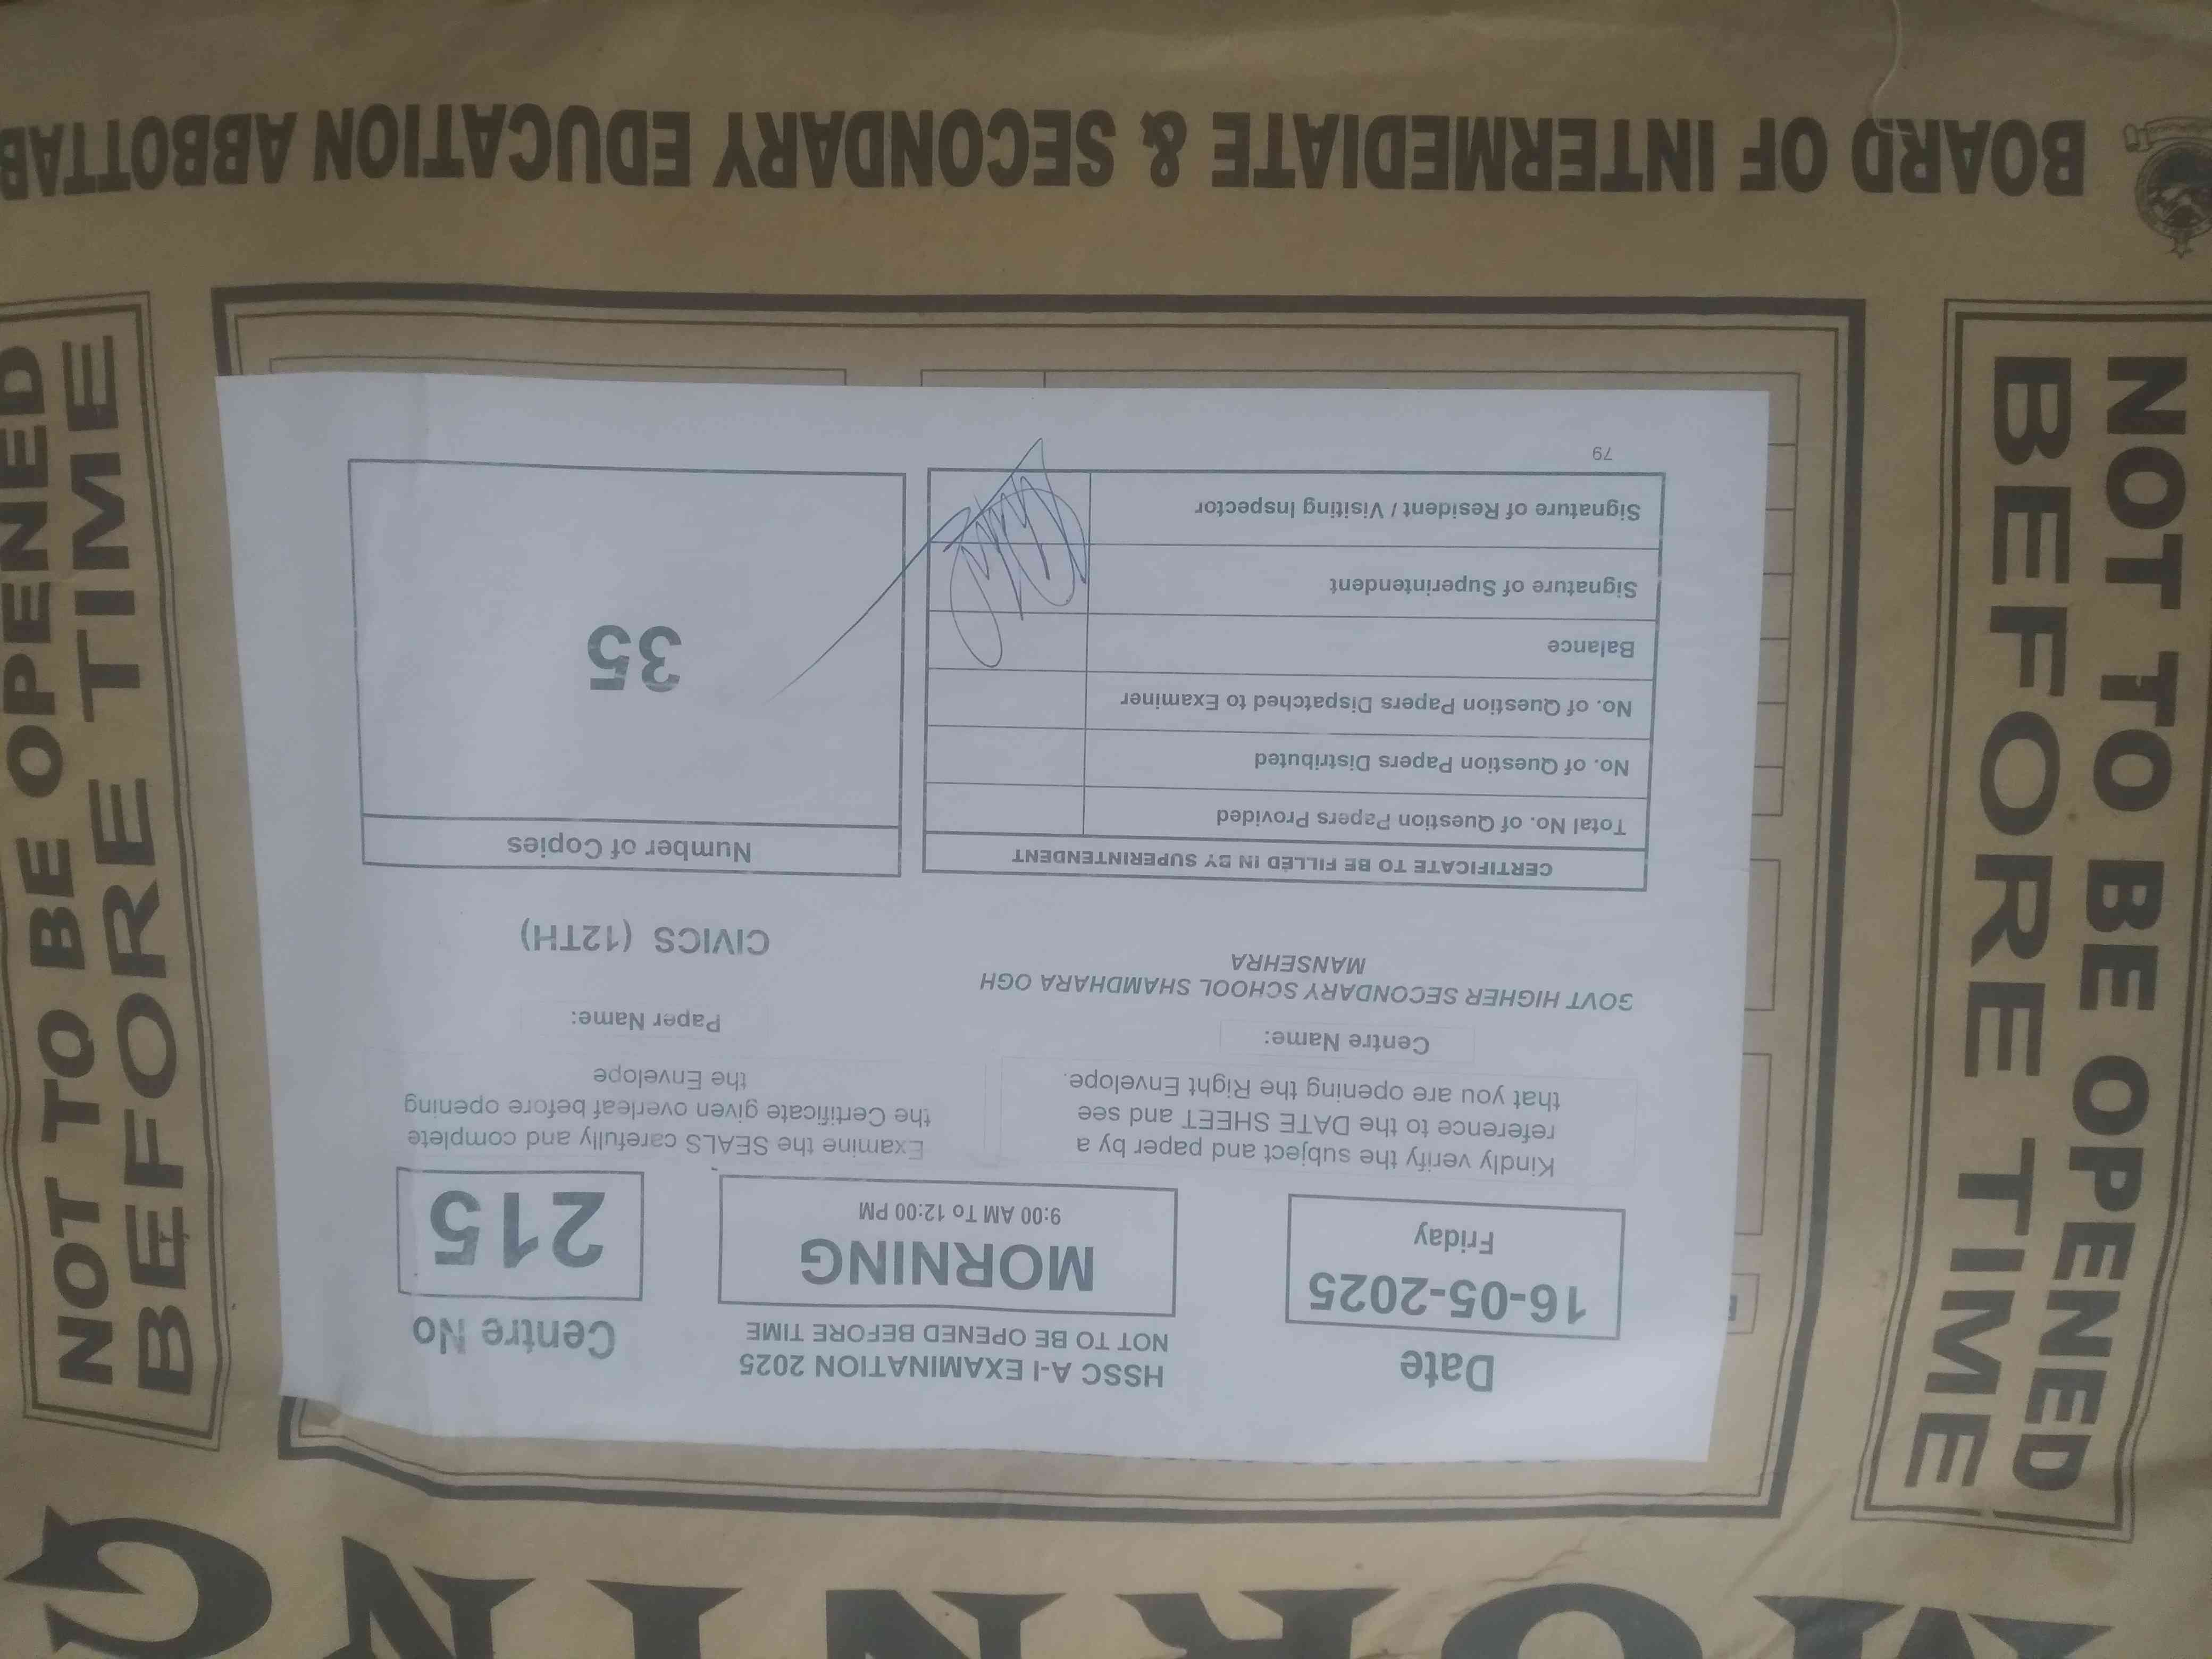 MORNING
NOT TO BE OPENED
BEFORE TIME
HSSC A-I EXAMINATION 2025
NOT TO BE OPENED BEFORE TIME
Date
16-05-2025
Friday
MORNING
9:00 AM To 12:00 PM
Centre No
215
Kindly verify the subject and paper by a
reference to the DATE SHEET and see
that you are opening the Right Envelope.
Examine the SEALS carefully and complete
the Certificate given overleaf before opening
the Envelope
Centre Name:
GOVT HIGHER SECONDARY SCHOOL SHAMDHARA OGH
MANSEHRA
Paper Name:
CIVICS (12TH)
CERTIFICATE TO BE FILLED IN BY SUPERINTENDENT
Total No. of Question Papers Provided
No. of Question Papers Distributed
No. of Question Papers Dispatched to Examiner
Balance
Signature of Superintendent
Signature of Resident / Visiting Inspector
79
Number of Copies
35
NOT TO BE OPENED
BEFORE TIME
BOARD OF INTERMEDIATE & SECONDARY EDUCATION ABBOTTAB